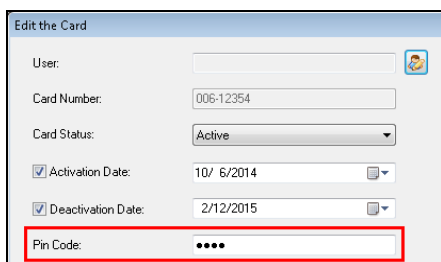 Edit the Card
User:
Card Number: 006-12354
Card Status: Active
Activation Date: 10/ 6/2014
Deactivation Date: 2/12/2015
Pin Code: ••••